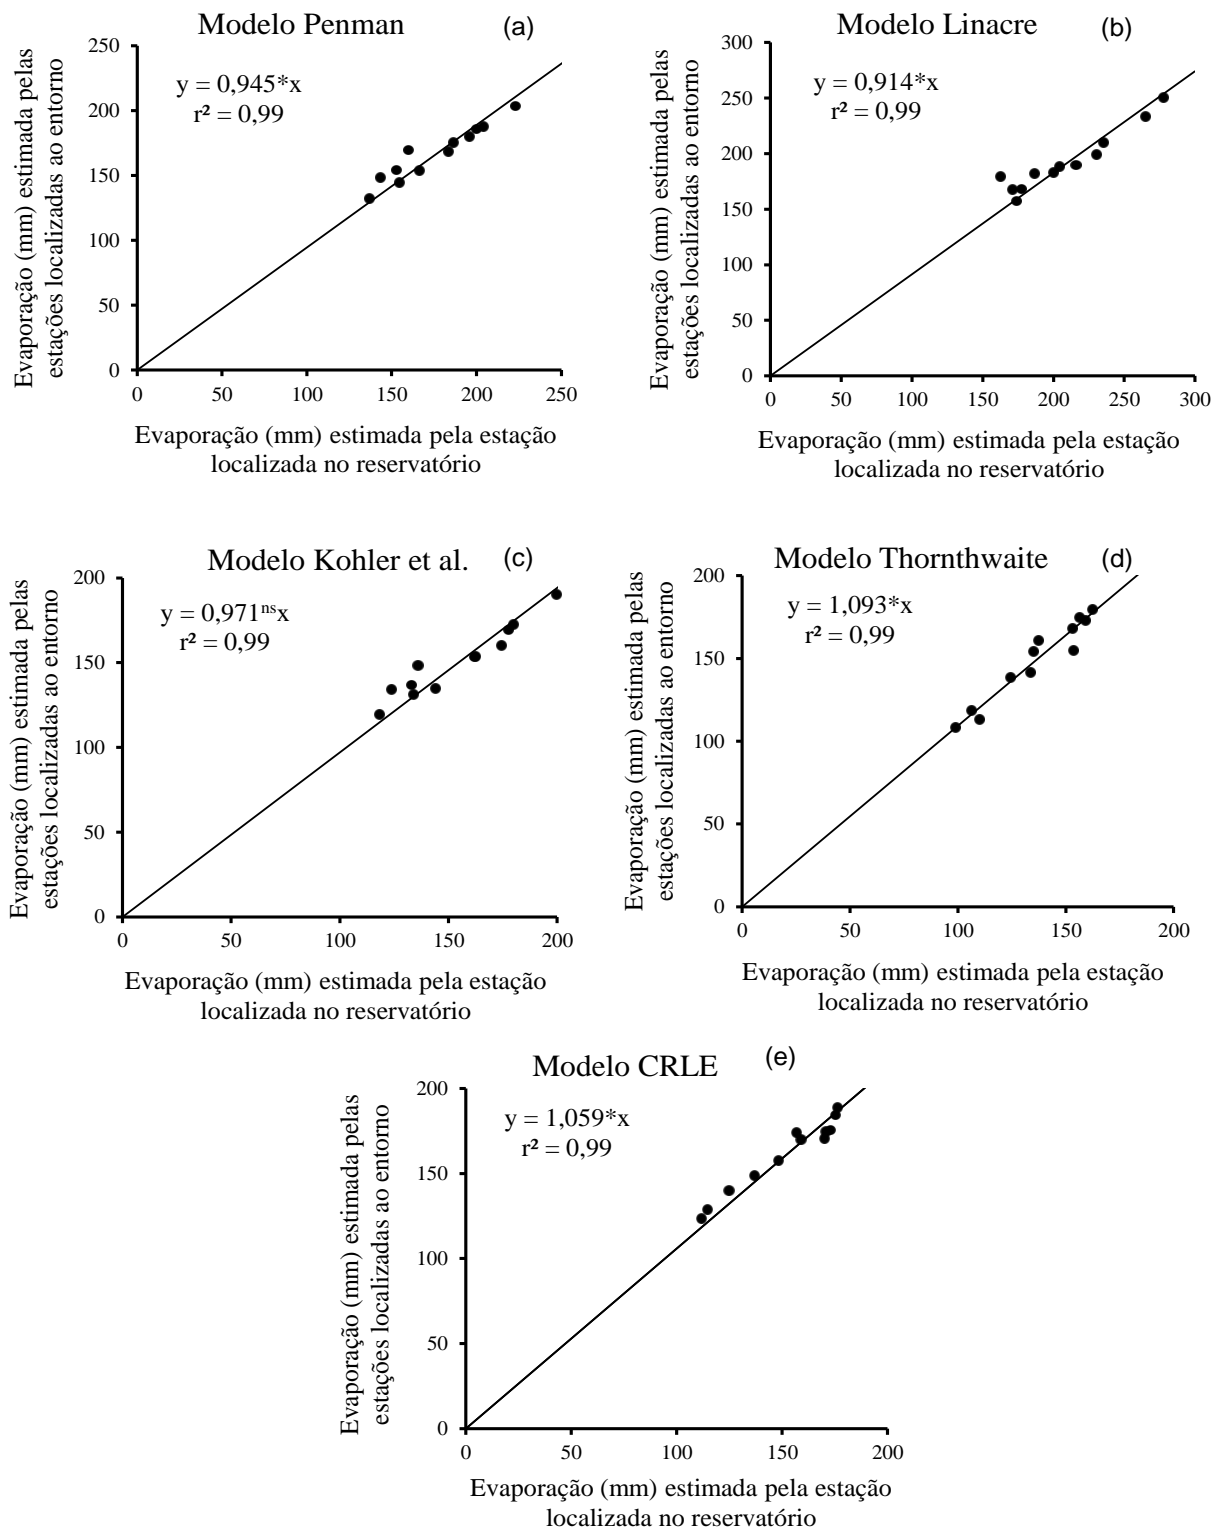 Modelo Penman
(a)
y = 0,945*x
r² = 0,99
Evaporação (mm) estimada pelas
estações localizadas ao entorno
250
200
150
100
50
0
0 50 100 150 200 250
Evaporação (mm) estimada pela estação
localizada no reservatório
Modelo Linacre
(b)
y = 0,914*x
r² = 0,99
Evaporação (mm) estimada pelas
estações localizadas ao entorno
300
250
200
150
100
50
0
0 50 100 150 200 250 300
Evaporação (mm) estimada pela estação
localizada no reservatório
Modelo Kohler et al.
(c)
y = 0,971ⁿˢx
r² = 0,99
Evaporação (mm) estimada pelas
estações localizadas ao entorno
200
150
100
50
0
0 50 100 150 200
Evaporação (mm) estimada pela estação
localizada no reservatório
Modelo Thornthwaite
(d)
y = 1,093*x
r² = 0,99
Evaporação (mm) estimada pelas
estações localizadas ao entorno
200
150
100
50
0
0 50 100 150 200
Evaporação (mm) estimada pela estação
localizada no reservatório
Modelo CRLE
(e)
y = 1,059*x
r² = 0,99
Evaporação (mm) estimada pelas
estações localizadas ao entorno
200
150
100
50
0
0 50 100 150 200
Evaporação (mm) estimada pela estação
localizada no reservatório